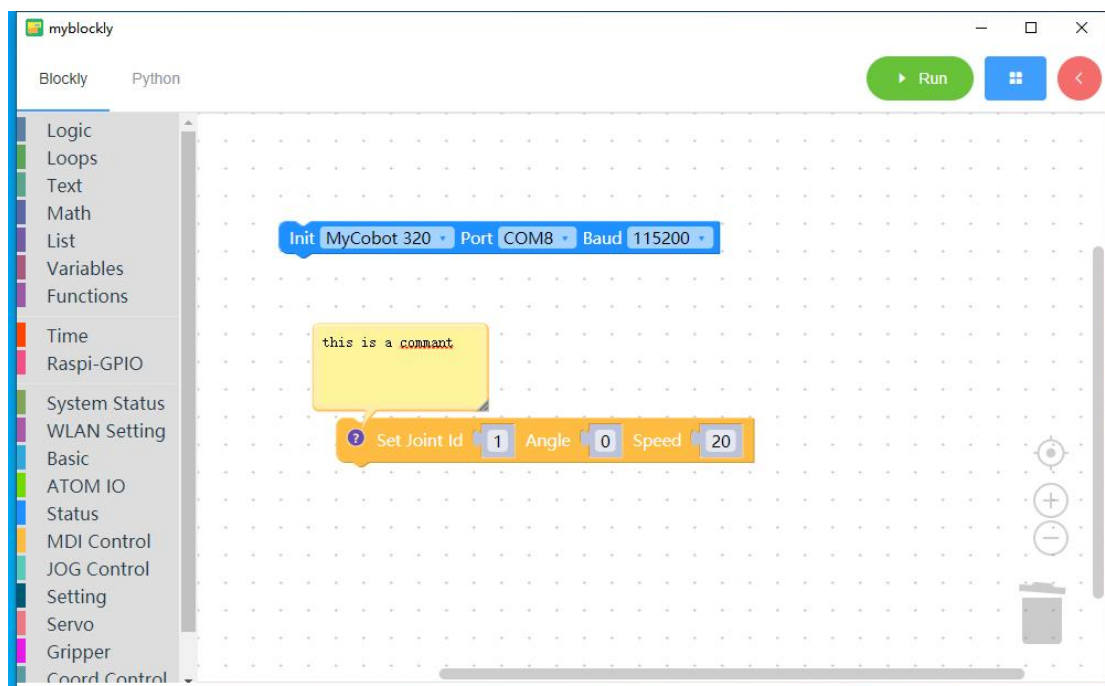 myblockly
Blockly Python
Run
Logic
Loops
Text
Math
List
Variables
Functions
Time
Raspi-GPIO
System Status
WLAN Setting
Basic
ATOM IO
Status
MDI Control
JOG Control
Setting
Servo
Gripper
Coord Control
Init MyCobot 320 Port COM8 Baud 115200
this is a commant
? Set Joint Id 1 Angle 0 Speed 20